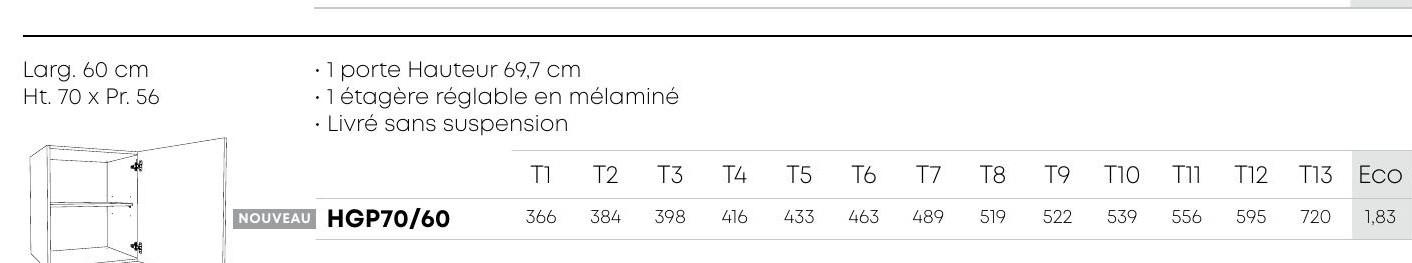 Larg. 60 cm
Ht. 70 x Pr. 56
· 1 porte Hauteur 69,7 cm
· 1 étagère réglable en mélaminé
· Livré sans suspension
T1 T2 T3 T4 T5 T6 T7 T8 T9 T10 T11 T12 T13 Eco
NOUVEAU HGP70/60 366 384 398 416 433 463 489 519 522 539 556 595 720 1,83